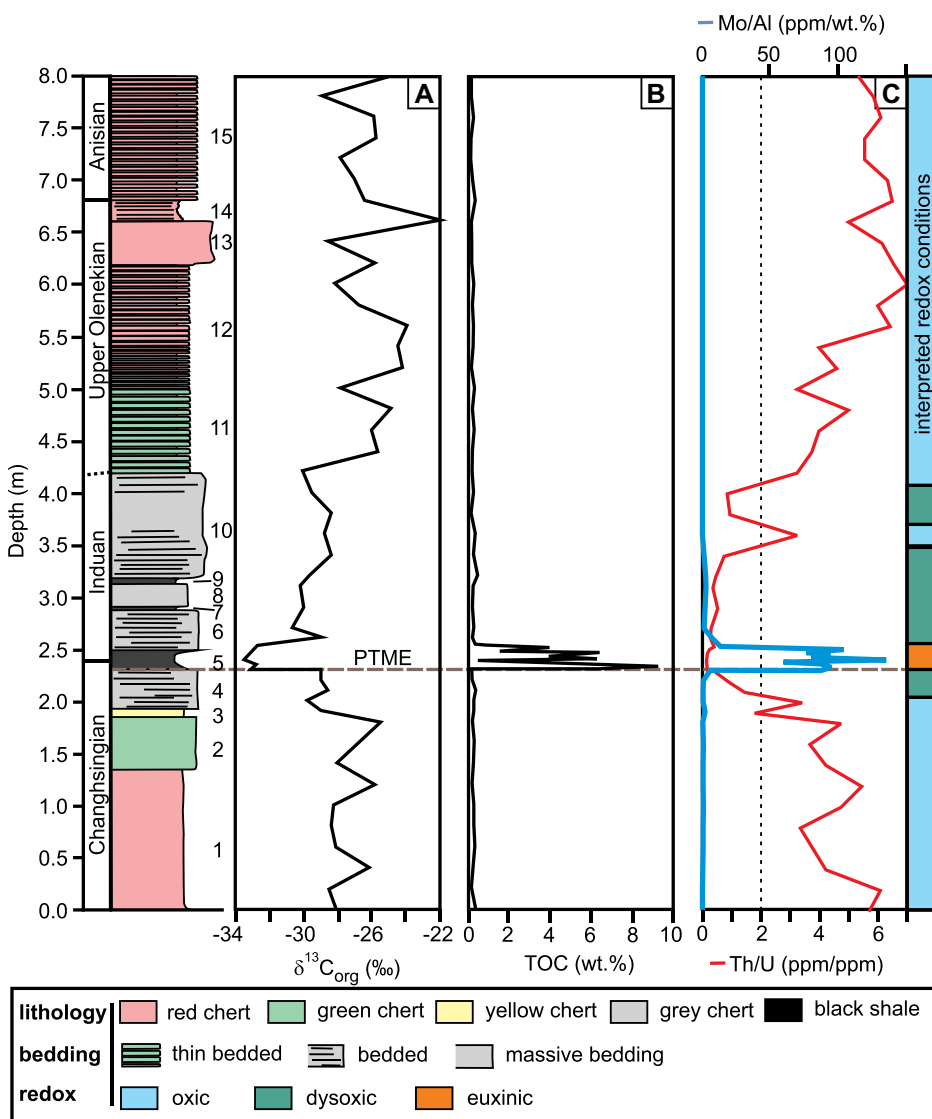 Mo/Al (ppm/wt.%)
0 50 100
A B C
8.0
7.5
7.0
6.5
6.0
5.5
5.0
4.5
4.0
3.5
3.0
2.5
2.0
1.5
1.0
0.5
0.0
Depth (m)
Anisian
Upper Olenekian
Induan
Changhsingian
15
14
13
12
11
10
9
8
7
6
5
4
3
2
1
PTME
interpreted redox conditions
-34 -30 -26 -22
δ¹³Corg (‰)
0 2 4 6 8 10
TOC (wt.%)
0 2 4 6
Th/U (ppm/ppm)
lithology red chert green chert yellow chert grey chert black shale
bedding thin bedded bedded massive bedding
redox oxic dysoxic euxinic